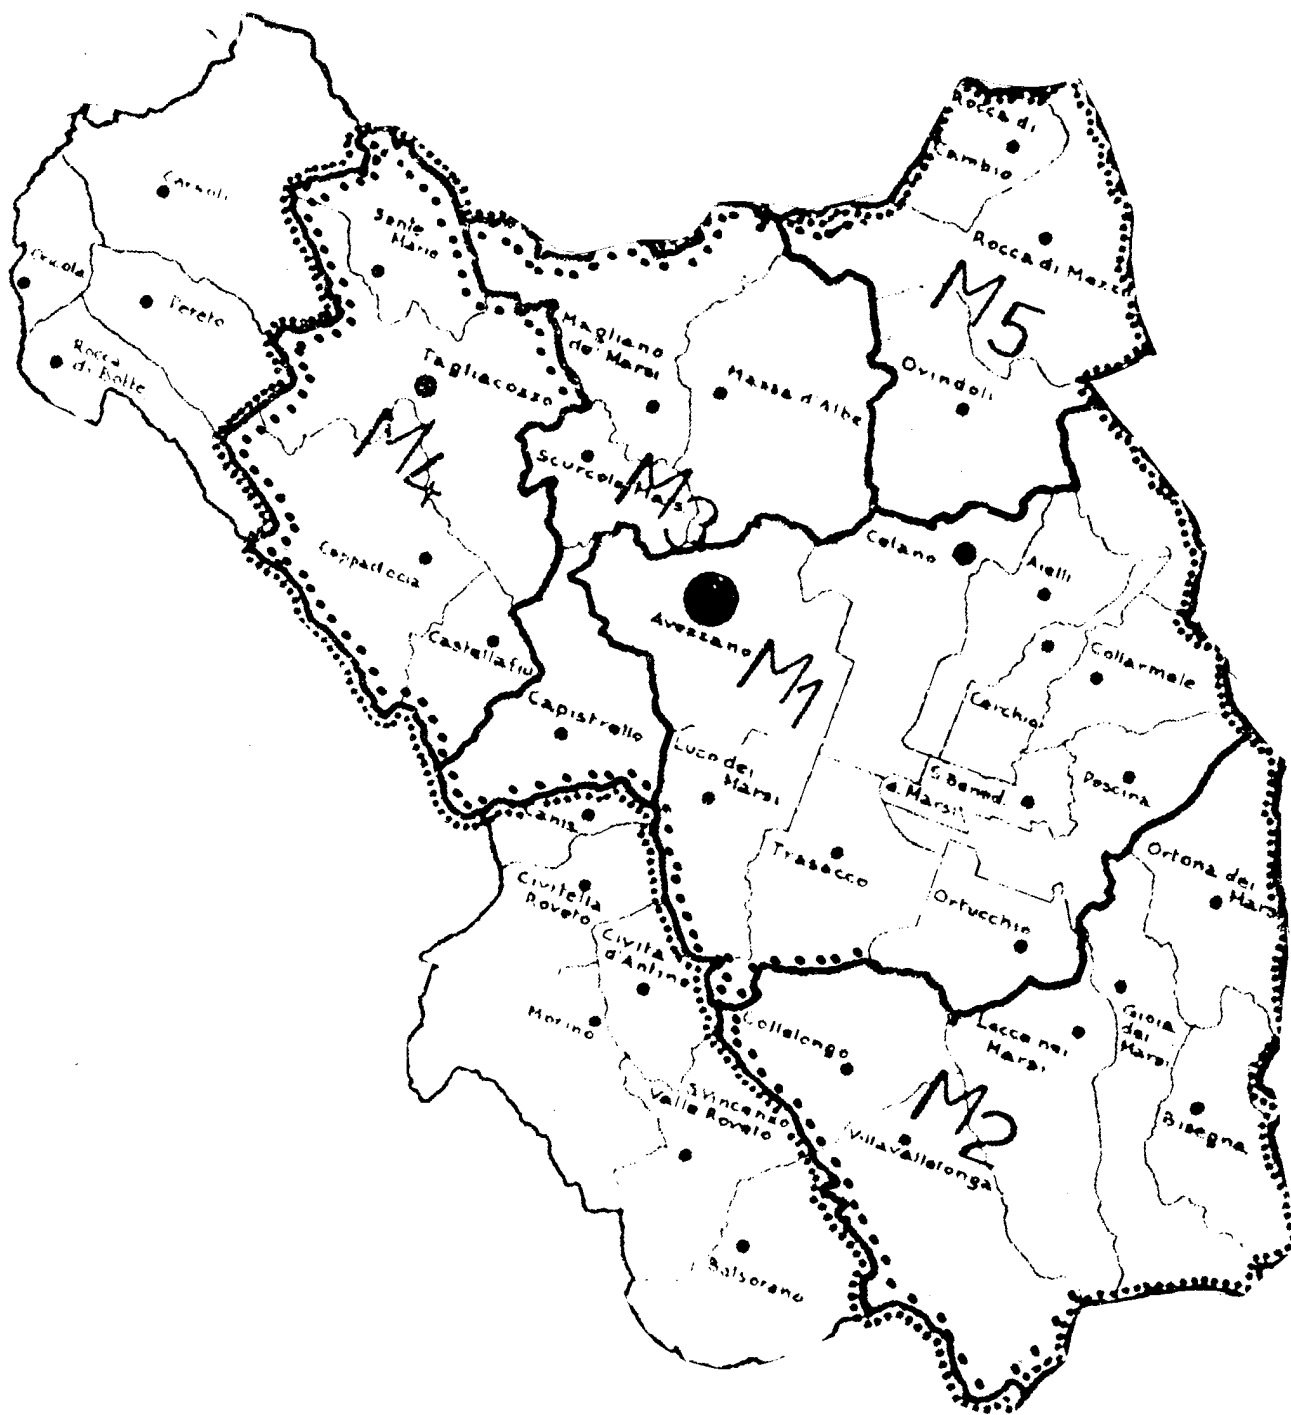 Rocca di
Cambio
Carsoli
Sante
Marie
Rocca di Mezzo
Oricola
M5
Pereto
Magliano
de' Marsi
Rocca
di Botte
Tagliacozzo
Massa d'Albe
Ovindoli
M4
Scurcola Mars
M3
Celano
Cappadocia
Aielli
Avezzano
Castellafiu
M1
Collarmele
Capistrello
Cerchio
Luco dei
Marsi
S. Bened.
d. Marsi
Pescina
Canis
Trasacco
Ortona dei
Marsi
Civitella
Roveto
Ortucchio
Civita
d'Antino
Morino
Collelongo
Lecce nei
Marsi
Gioia
dei
Marsi
M2
S. Vincenzo
Valle Roveto
Villavallelonga
Bisegna
Balsorano